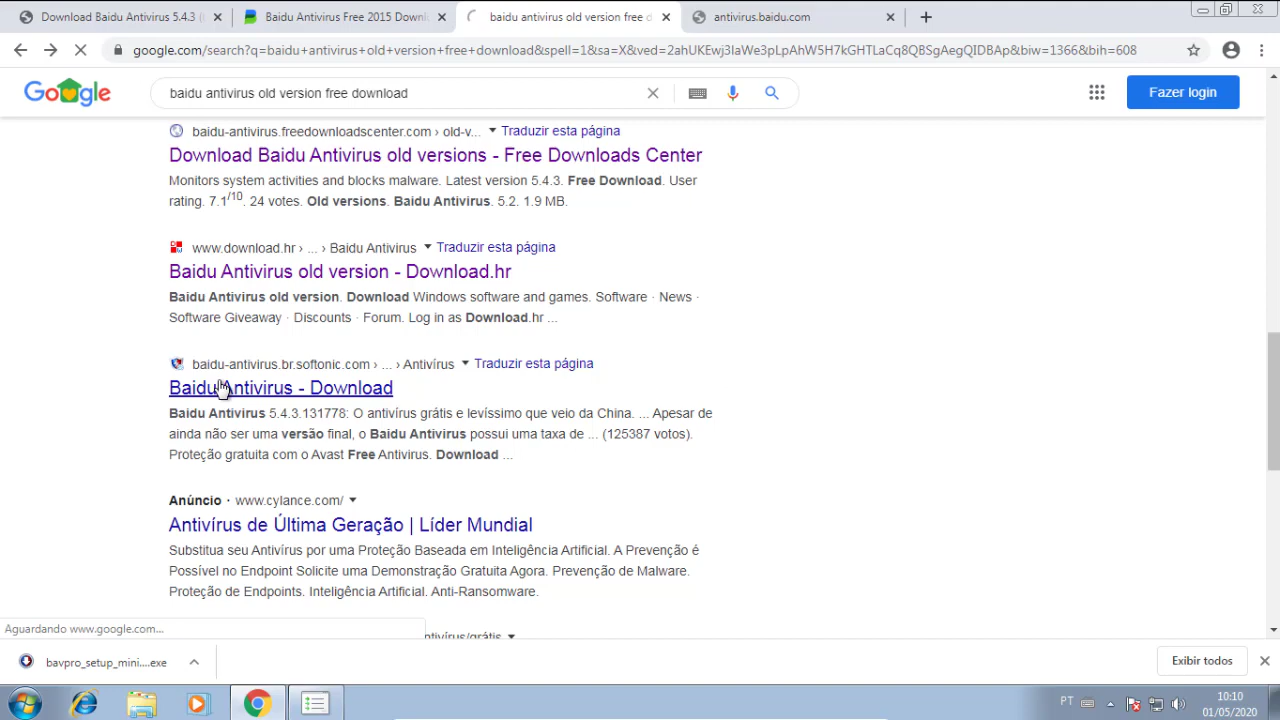 Download Baidu Antivirus 5.4.3 (
Baidu Antivirus Free 2015 Downl
baidu antivirus old version free d
antivirus.baidu.com
google.com/search?q=baidu+antivirus+old+version+free+download&spell=1&sa=X&ved=2ahUKEwj3IaWe3pLpAhW5H7kGHTLaCq8QBSgAegQIDBAp&biw=1366&bih=608
Google
baidu antivirus old version free download
Fazer login
baidu-antivirus.freedownloadscenter.com › old-v... Traduzir esta página
Download Baidu Antivirus old versions - Free Downloads Center
Monitors system activities and blocks malware. Latest version 5.4.3. Free Download. User
rating. 7.1/10. 24 votes. Old versions. Baidu Antivirus. 5.2. 1.9 MB.
www.download.hr › ... › Baidu Antivirus Traduzir esta página
Baidu Antivirus old version - Download.hr
Baidu Antivirus old version. Download Windows software and games. Software · News ·
Software Giveaway · Discounts · Forum. Log in as Download.hr ...
baidu-antivirus.br.softonic.com › ... › Antivírus Traduzir esta página
Baidu Antivirus - Download
Baidu Antivirus 5.4.3.131778: O antivírus grátis e levíssimo que veio da China. ... Apesar de
ainda não ser uma versão final, o Baidu Antivirus possui uma taxa de ... (125387 votos).
Proteção gratuita com o Avast Free Antivirus. Download ...
Anúncio · www.cylance.com/
Antivírus de Última Geração | Líder Mundial
Substitua seu Antivírus por uma Proteção Baseada em Inteligência Artificial. A Prevenção é
Possível no Endpoint Solicite uma Demonstração Gratuita Agora. Prevenção de Malware.
Proteção de Endpoints. Inteligência Artificial. Anti-Ransomware.
Aguardando www.google.com...
ntivírus/grátis
bavpro_setup_mini....exe
Exibir todos
PT
10:10
01/05/2020